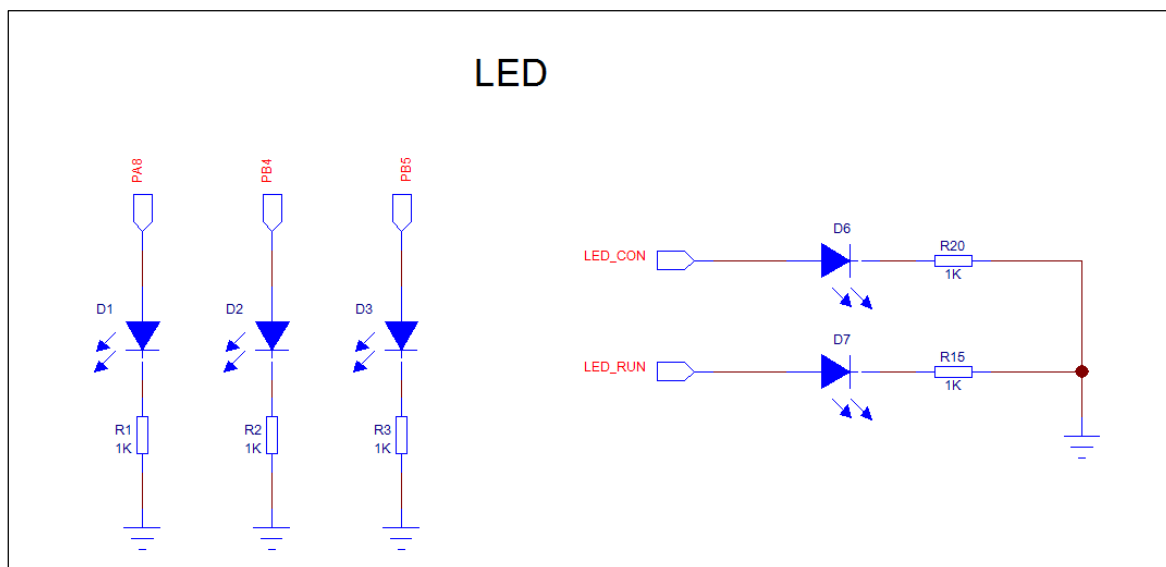 LED
PA8
PB4
PB5
D1
D2
D3
R1
1K
R2
1K
R3
1K
LED_CON
D6
R20
1K
LED_RUN
D7
R15
1K